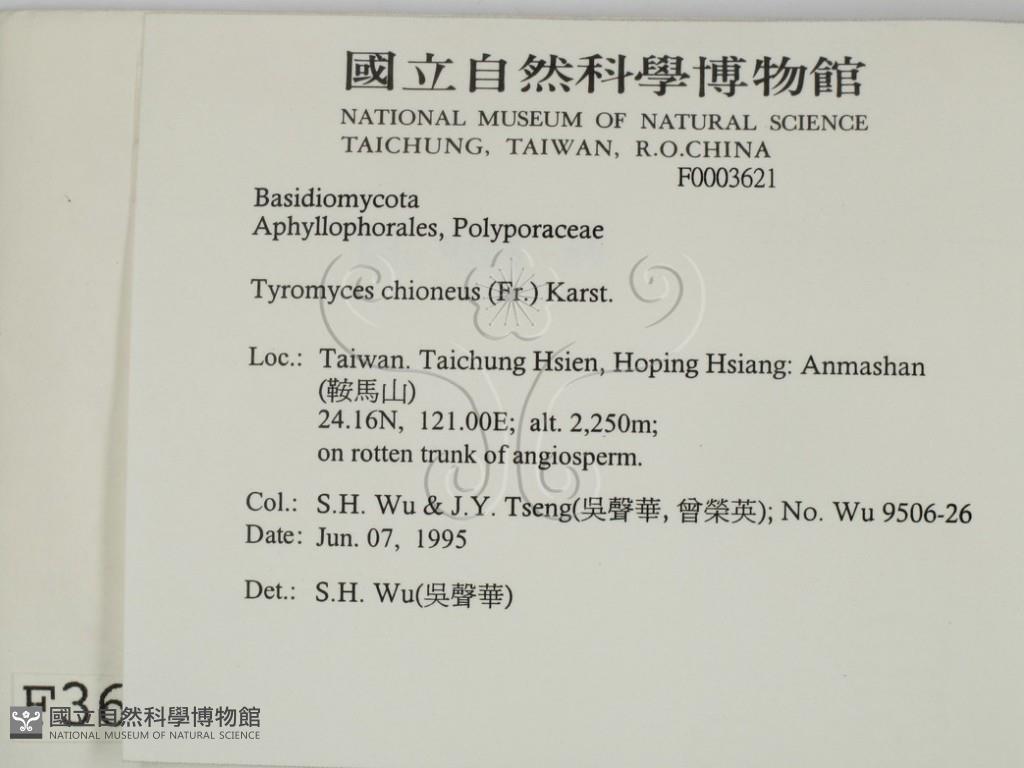 國立自然科學博物館
NATIONAL MUSEUM OF NATURAL SCIENCE
TAICHUNG, TAIWAN, R.O.CHINA
F0003621
Basidiomycota
Aphyllophorales, Polyporaceae
Tyromyces chioneus (Fr.) Karst.
Loc.: Taiwan. Taichung Hsien, Hoping Hsiang: Anmashan
(鞍馬山)
24.16N, 121.00E; alt. 2,250m;
on rotten trunk of angiosperm.
Col.: S.H. Wu & J.Y. Tseng(吳聲華, 曾榮英); No. Wu 9506-26
Date: Jun. 07, 1995
Det.: S.H. Wu(吳聲華)
F36
國立自然科學博物館
NATIONAL MUSEUM OF NATURAL SCIENCE